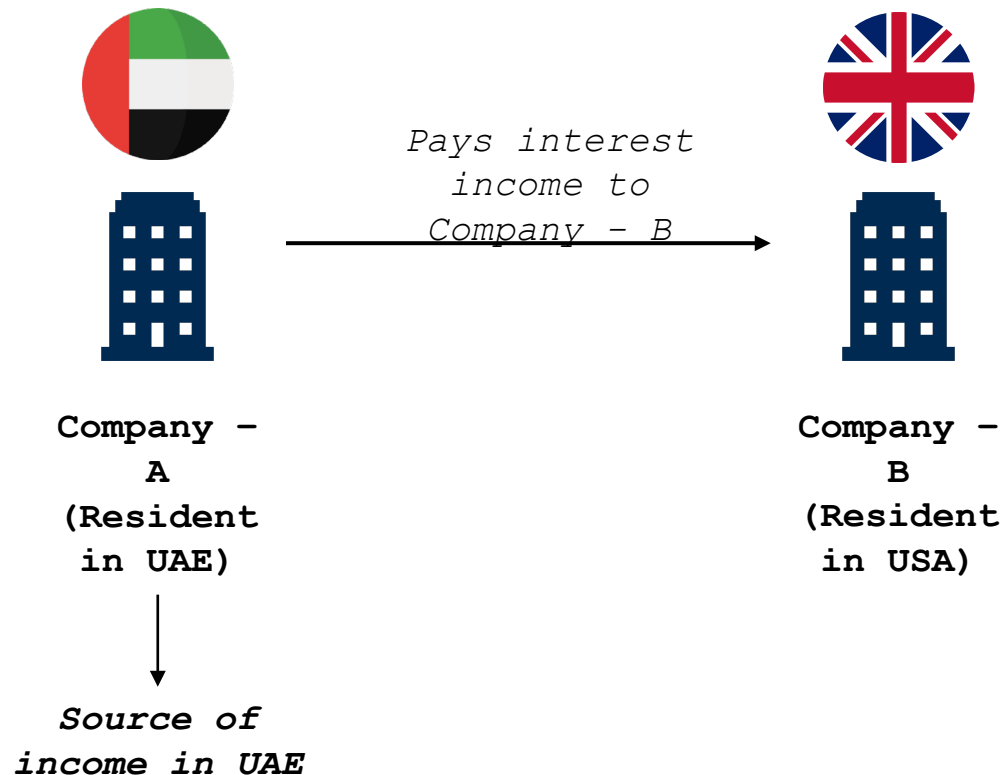 Pays interest
income to
Company – B
Company –
A
(Resident
in UAE)
Company –
B
(Resident
in USA)
Source of
income in UAE